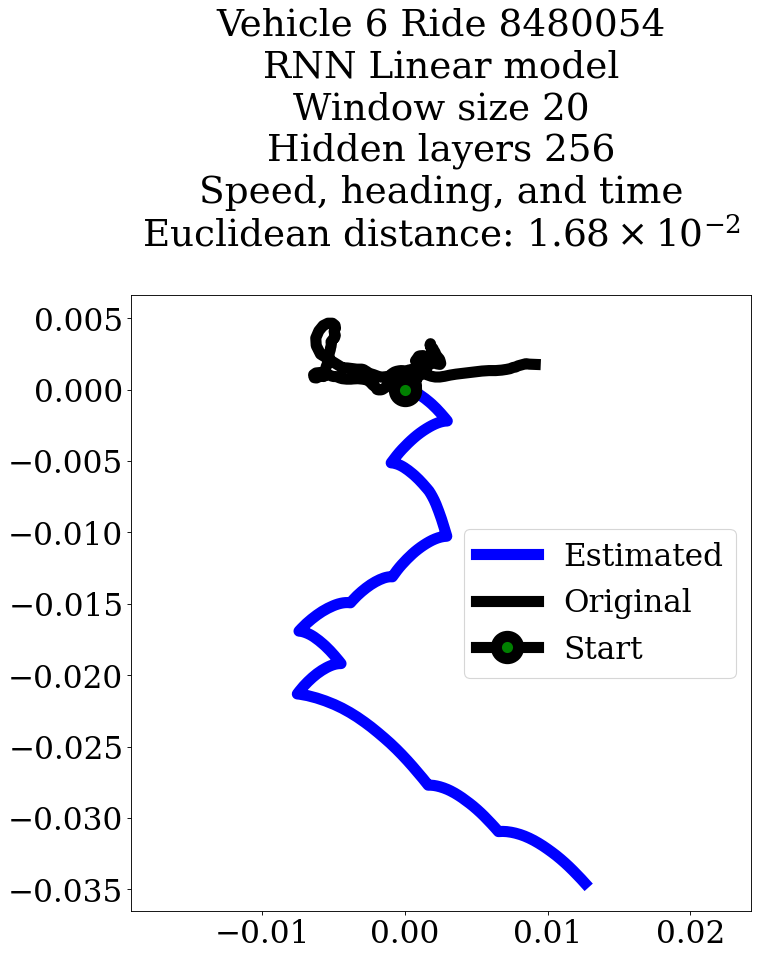 Vehicle 6 Ride 8480054
RNN Linear model
Window size 20
Hidden layers 256
Speed, heading, and time
Euclidean distance: 1.68 × 10⁻²
0.005
0.000
−0.005
−0.010
−0.015
−0.020
−0.025
−0.030
−0.035
Estimated
Original
Start
−0.01 0.00 0.01 0.02